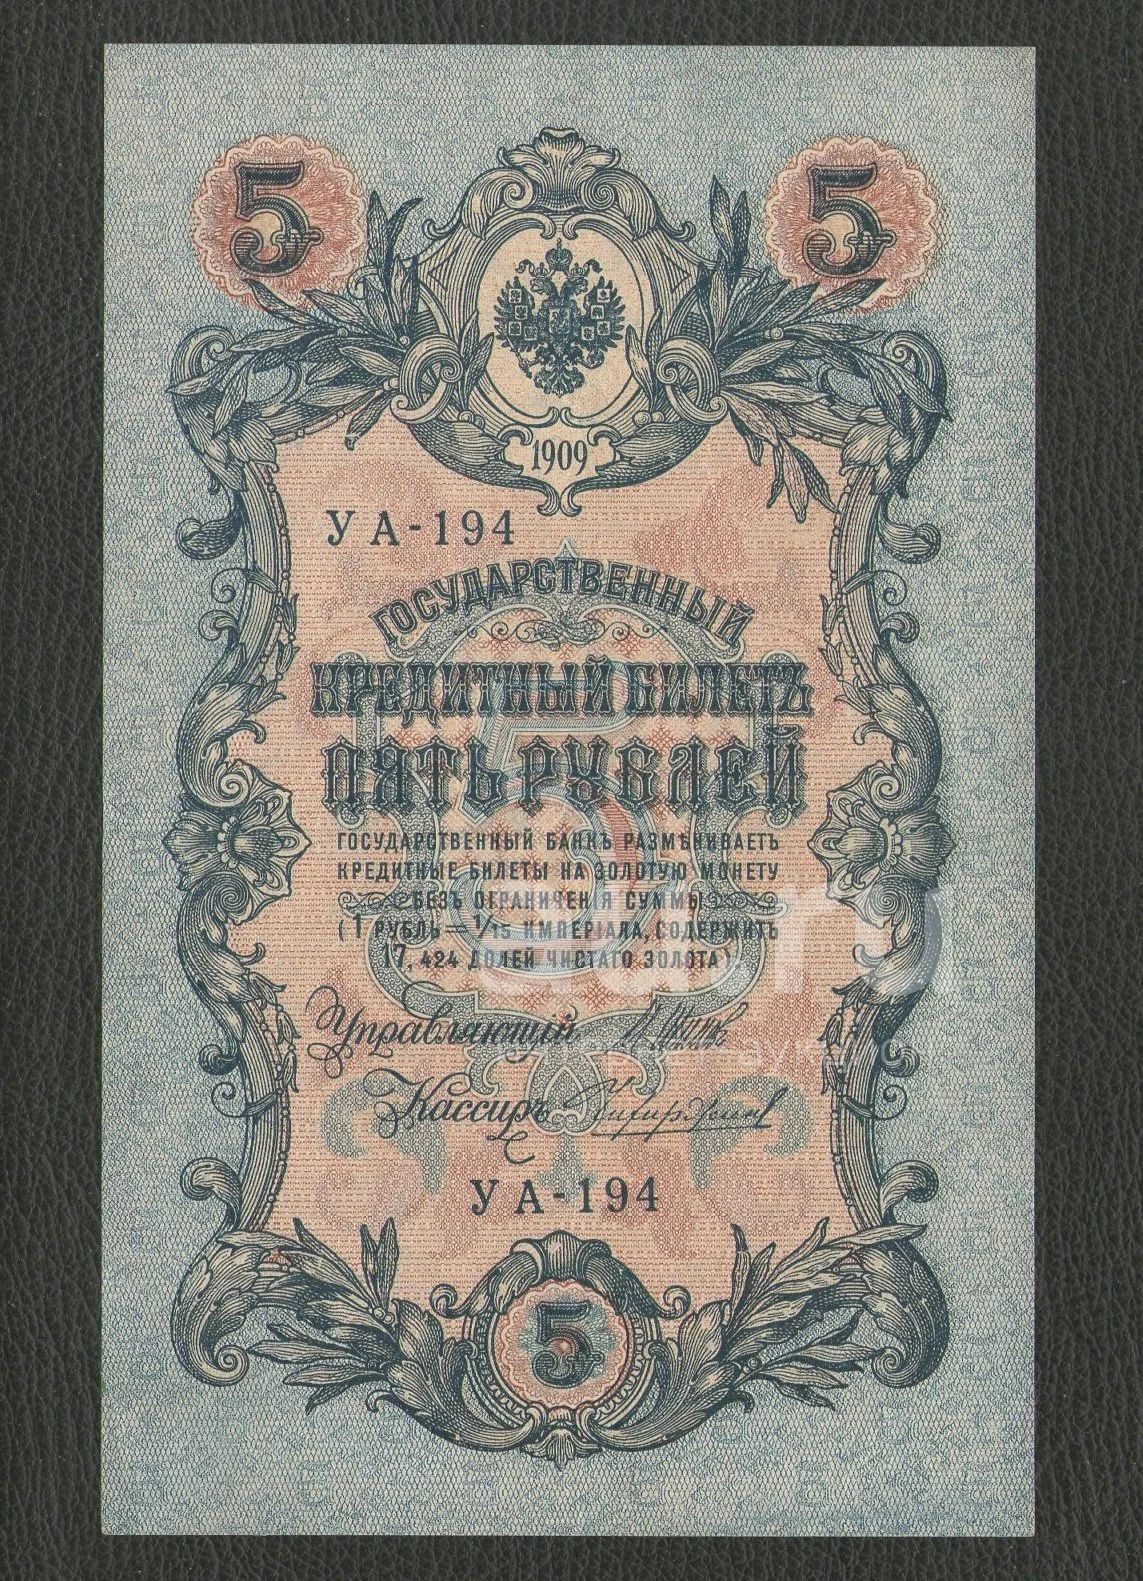 5 5
1909
УА-194
ГОСУДАРСТВЕННЫЙ
КРЕДИТНЫЙ БИЛЕТЪ
ПЯТЬ РУБЛЕЙ
ГОСУДАРСТВЕННЫЙ БАНКЪ РАЗМѢНИВАЕТЪ
КРЕДИТНЫЕ БИЛЕТЫ НА ЗОЛОТУЮ МОНЕТУ
БЕЗЪ ОГРАНИЧЕНІЯ СУММЫ
(1 РУБЛЬ = 1/15 ИМПЕРІАЛА, СОДЕРЖИТЪ
17,424 ДОЛЕЙ ЧИСТАГО ЗОЛОТА)
Управляющій
Кассиръ
УА-194
5